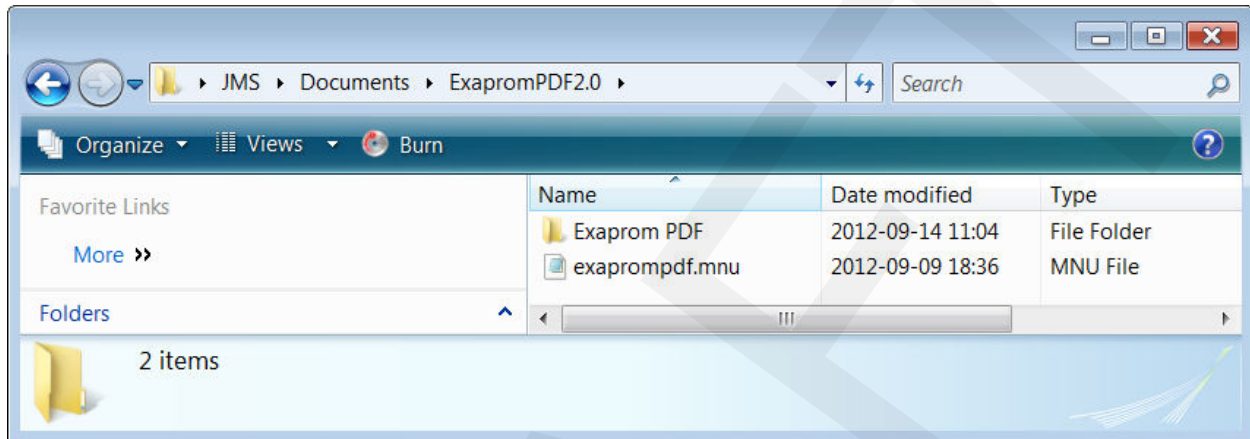 JMS Documents ExapromPDF2.0 Search
Organize Views Burn
Favorite Links
More
Folders
Name Date modified Type
Exaprom PDF 2012-09-14 11:04 File Folder
exaprompdf.mnu 2012-09-09 18:36 MNU File
2 items